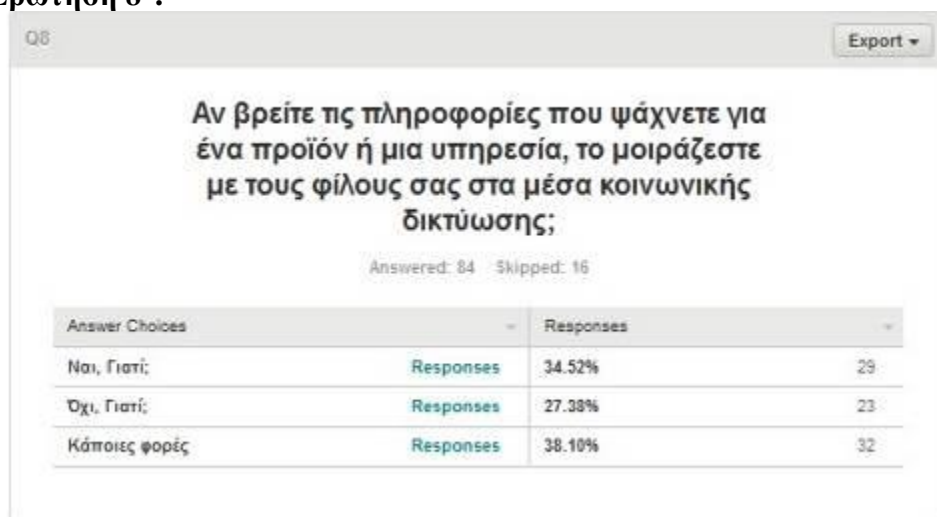 Q8
Export
Αν βρείτε τις πληροφορίες που ψάχνετε για
ένα προϊόν ή μια υπηρεσία, το μοιράζεστε
με τους φίλους σας στα μέσα κοινωνικής
δικτύωσης;
Answered: 84 Skipped: 16
Answer Choices Responses
Ναι, Γιατί; Responses 34.52% 29
Όχι, Γιατί; Responses 27.38% 23
Κάποιες φορές Responses 38.10% 32